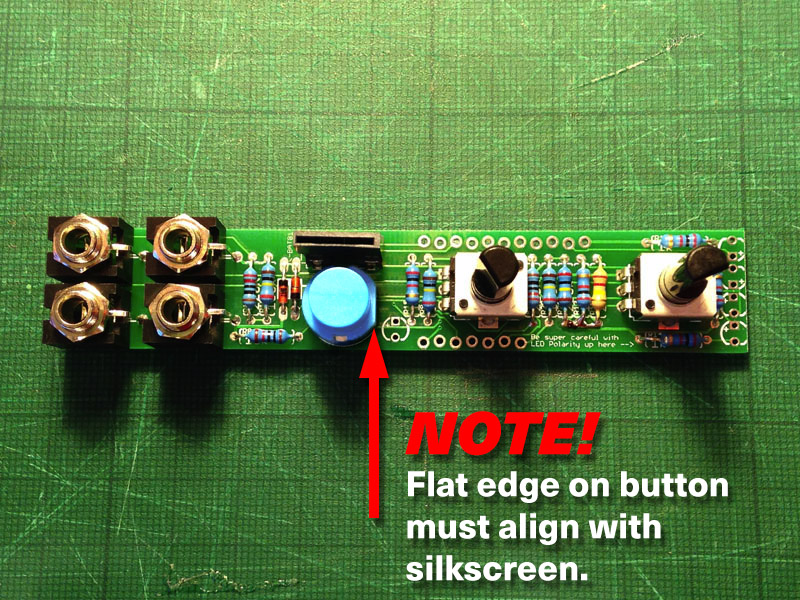 Be super careful with
LED Polarity up here -->
NOTE!
Flat edge on button
must align with
silkscreen.